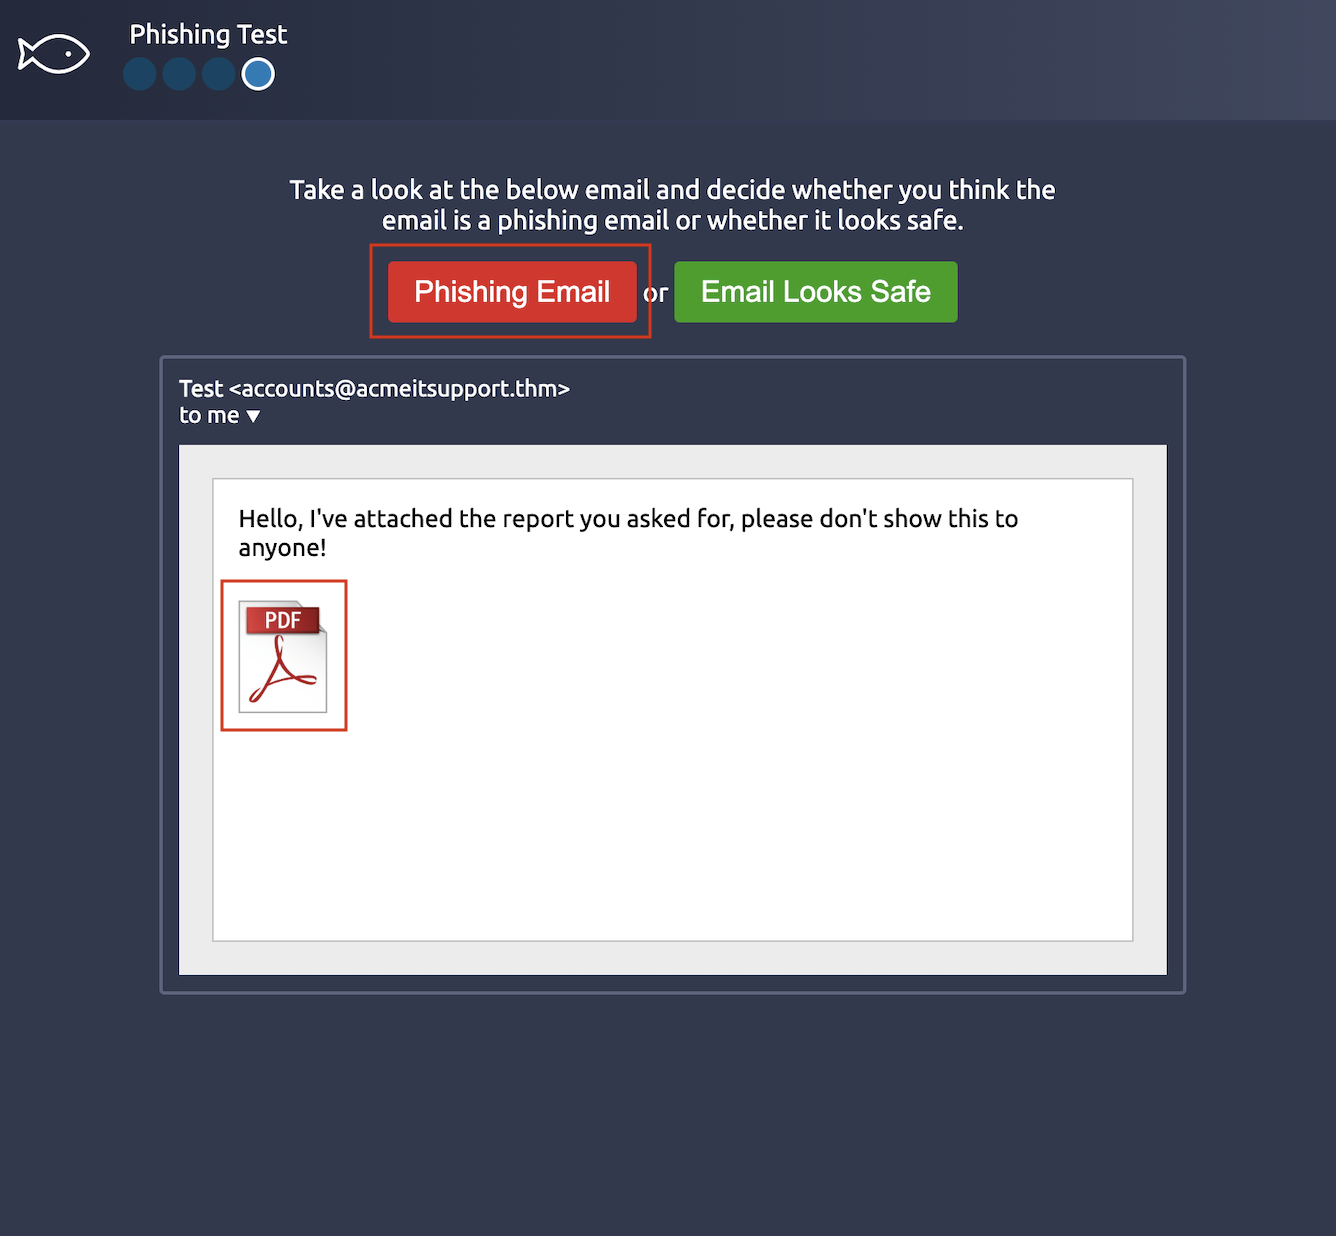 Phishing Test
Take a look at the below email and decide whether you think the
email is a phishing email or whether it looks safe.
Phishing Email or Email Looks Safe
Test <accounts@acmeitsupport.thm>
to me ▼
Hello, I've attached the report you asked for, please don't show this to
anyone!
PDF